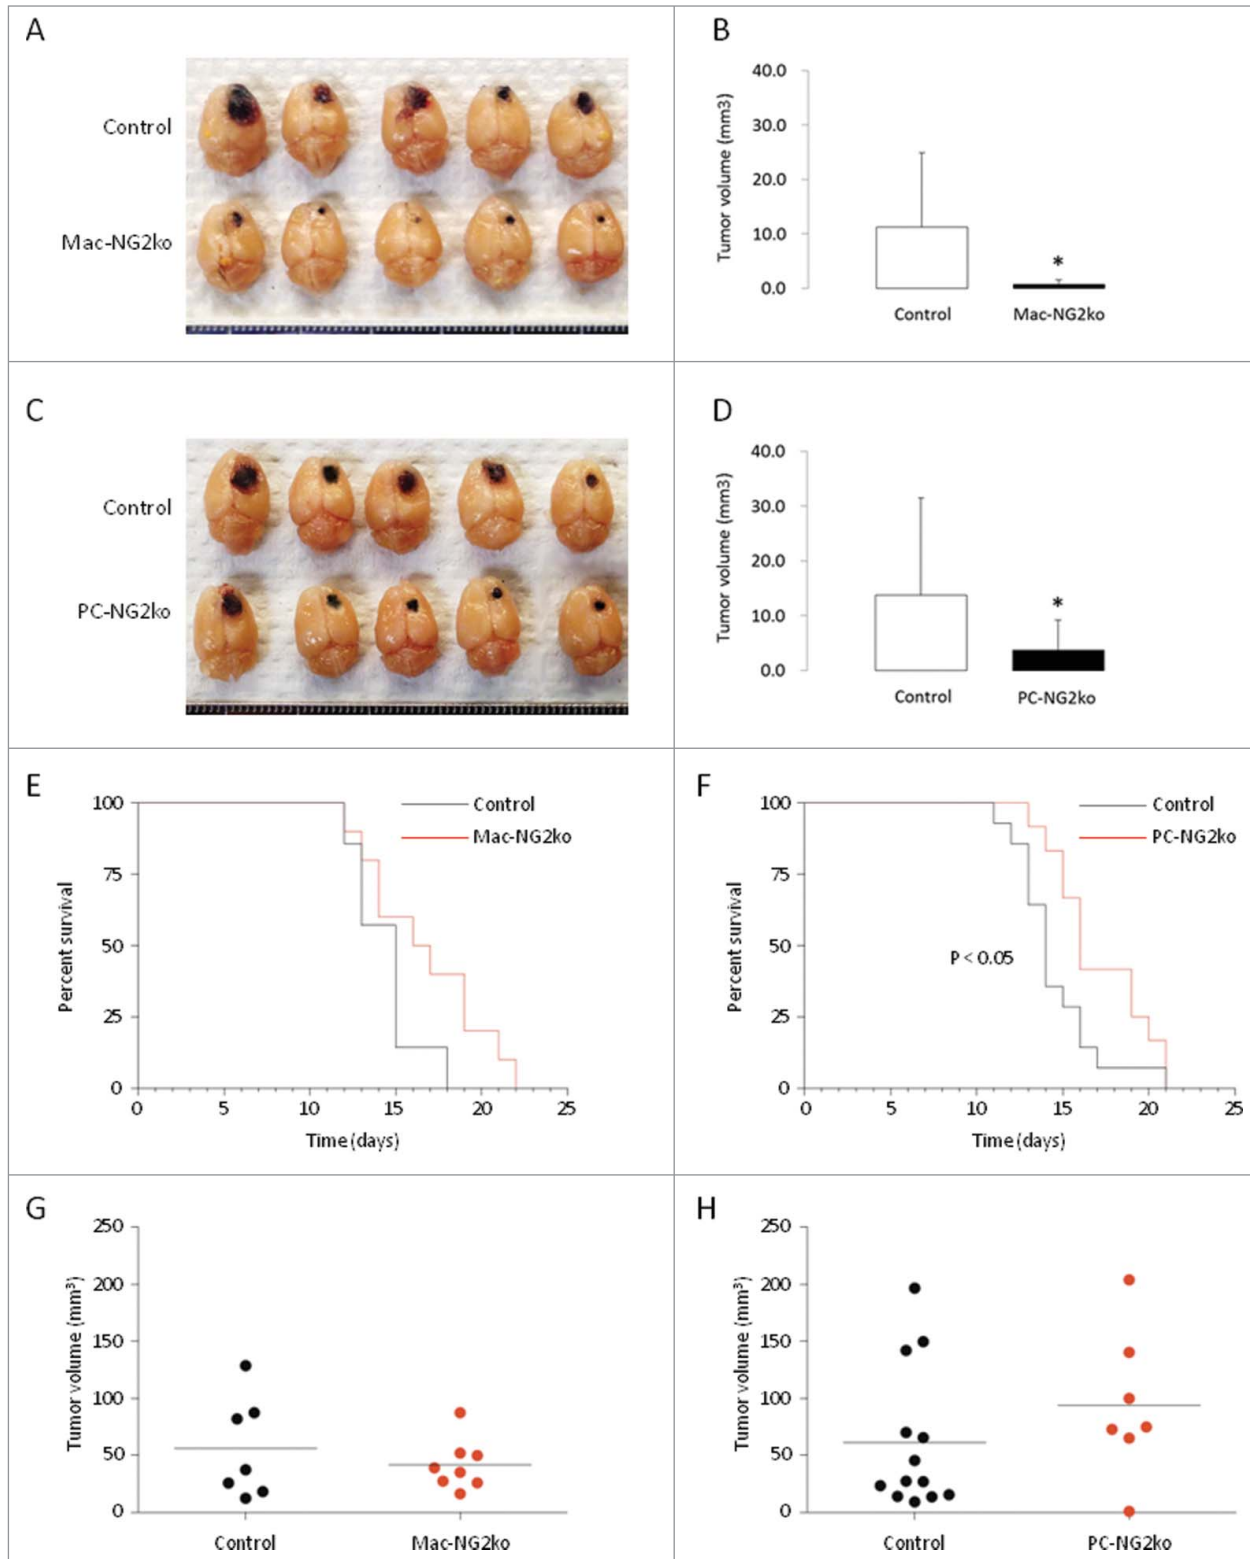 A
Control
Mac-NG2ko
B
Tumor volume (mm3)
40.0
30.0
20.0
10.0
0.0
*
Control
Mac-NG2ko
C
Control
PC-NG2ko
D
Tumor volume (mm3)
40.0
30.0
20.0
10.0
0.0
*
Control
PC-NG2ko
E
Percent survival
100
75
50
25
0
Control
Mac-NG2ko
0 5 10 15 20 25
Time (days)
F
Percent survival
100
75
50
25
0
Control
PC-NG2ko
P < 0.05
0 5 10 15 20 25
Time (days)
G
Tumor volume (mm³)
250
200
150
100
50
0
Control
Mac-NG2ko
H
Tumor volume (mm³)
250
200
150
100
50
0
Control
PC-NG2ko